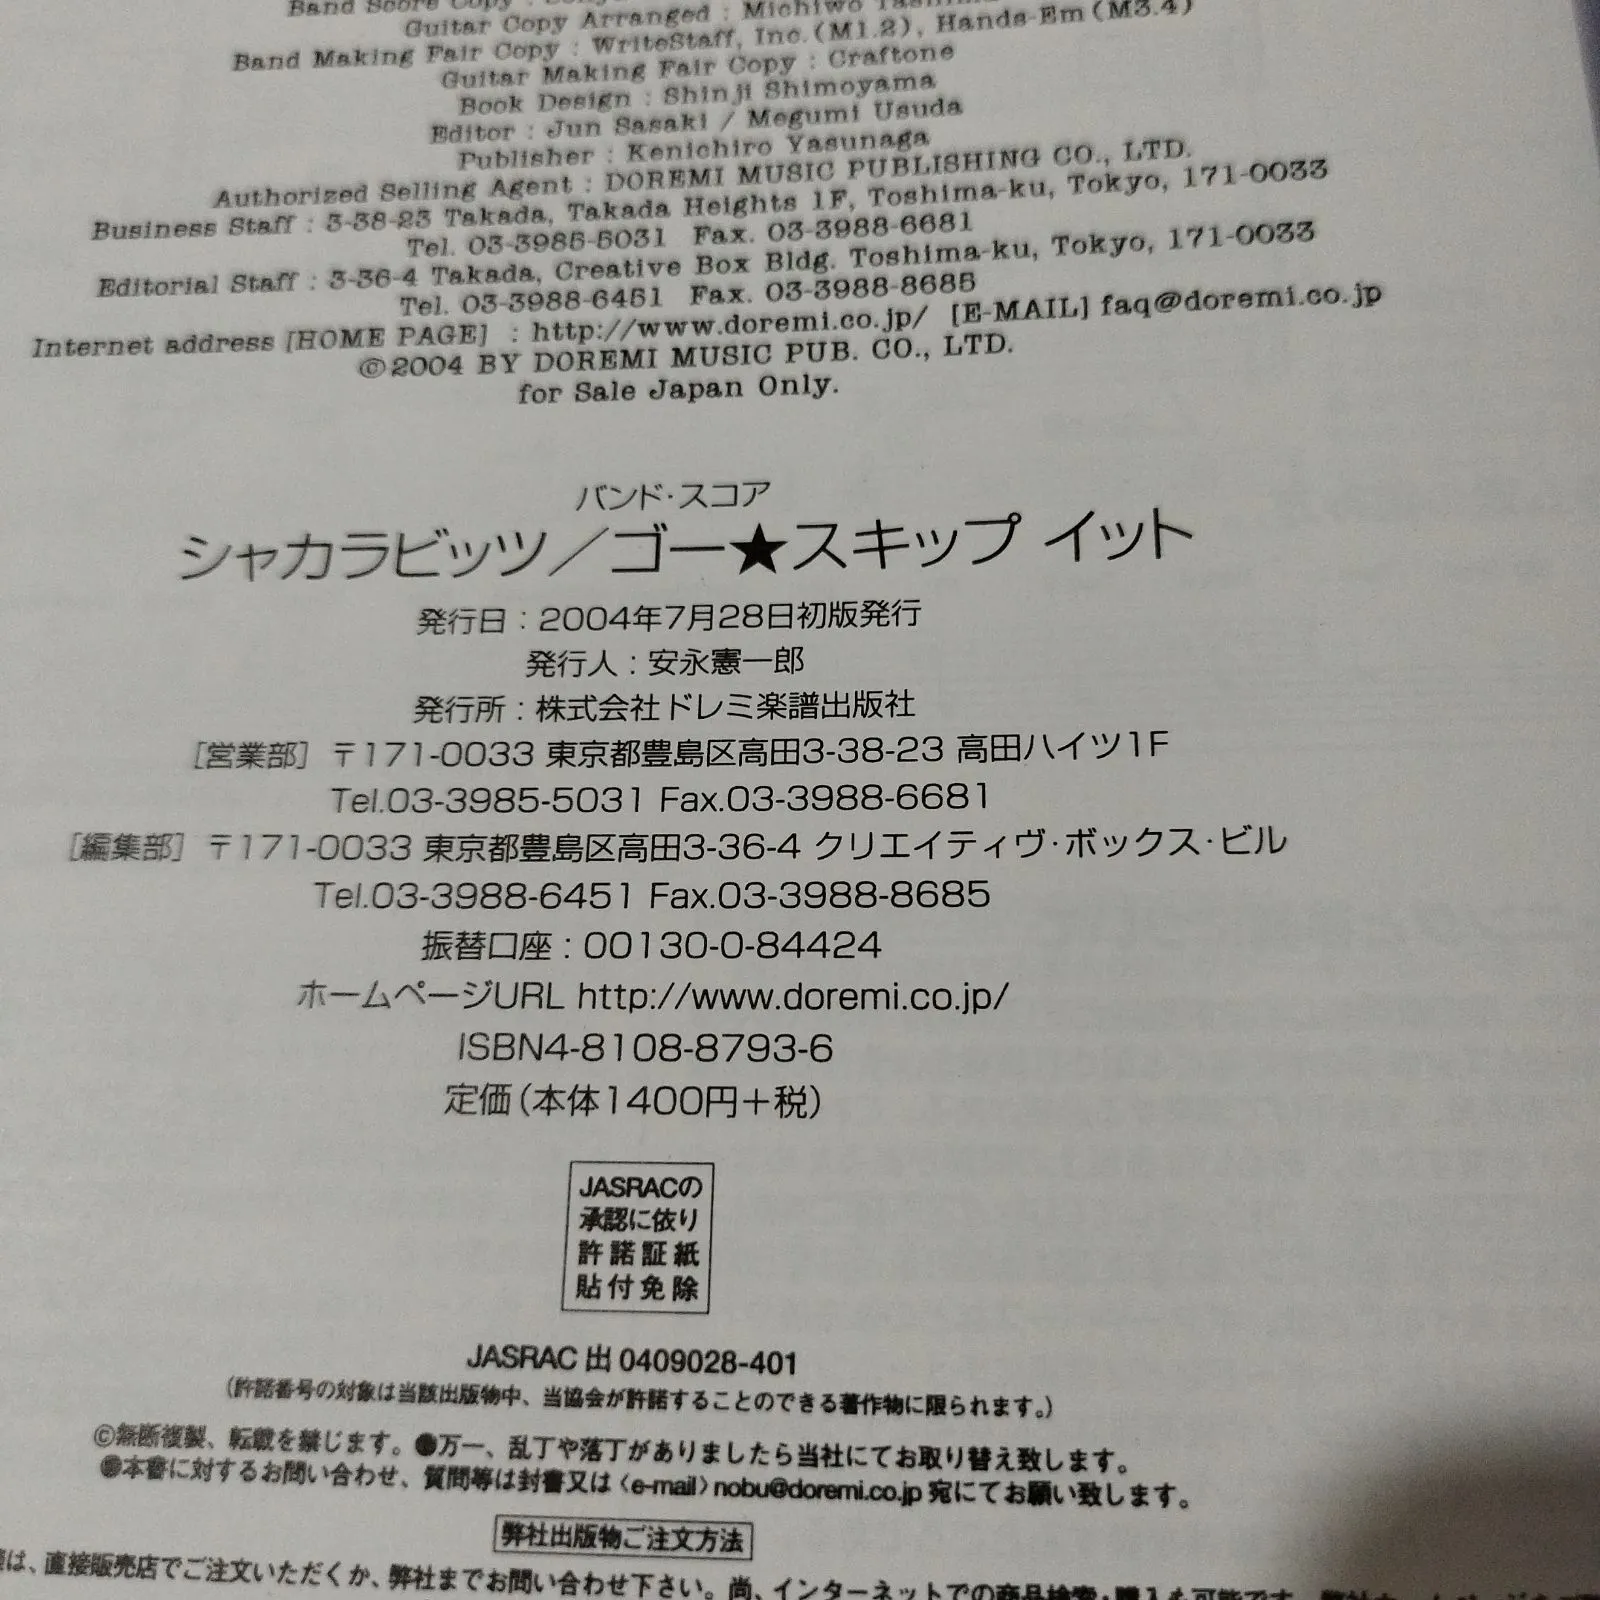 Band Score Copy :
Guitar Copy Arranged : Michiwo
Band Making Fair Copy : WriteStaff, Inc.(M1.2), Hands-Em(M3.4)
Guitar Making Fair Copy : Craftone
Book Design : Shinji Shimoyama
Editor : Jun Sasaki / Megumi Usuda
Publisher : Kenichiro Yasunaga
Authorized Selling Agent : DOREMI MUSIC PUBLISHING CO., LTD.
Business Staff : 3-38-23 Takada, Takada Heights 1F, Toshima-ku, Tokyo, 171-0033
Tel. 03-3985-5031 Fax. 03-3988-6681
Editorial Staff : 3-36-4 Takada, Creative Box Bldg. Toshima-ku, Tokyo, 171-0033
Tel. 03-3988-6451 Fax. 03-3988-8685
Internet address [HOME PAGE] : http://www.doremi.co.jp/ [E-MAIL] faq@doremi.co.jp
©2004 BY DOREMI MUSIC PUB. CO., LTD.
for Sale Japan Only.
バンド・スコア
シャカラビッツ／ゴー★スキップ イット
発行日：2004年7月28日初版発行
発行人：安永憲一郎
発行所：株式会社ドレミ楽譜出版社
［営業部］ 〒171-0033 東京都豊島区高田3-38-23 高田ハイツ1F
Tel.03-3985-5031 Fax.03-3988-6681
［編集部］ 〒171-0033 東京都豊島区高田3-36-4 クリエイティヴ・ボックス・ビル
Tel.03-3988-6451 Fax.03-3988-8685
振替口座：00130-0-84424
ホームページURL http://www.doremi.co.jp/
ISBN4-8108-8793-6
定価（本体1400円＋税）
JASRACの
承認に依り
許諾証紙
貼付免除
JASRAC 出 0409028-401
（許諾番号の対象は当該出版物中、当協会が許諾することのできる著作物に限られます。）
©無断複製、転載を禁じます。●万一、乱丁や落丁がありましたら当社にてお取り替え致します。
●本書に対するお問い合わせ、質問等は封書又は〈e-mail〉nobu@doremi.co.jp 宛にてお願い致します。
弊社出版物ご注文方法
は、直接販売店でご注文いただくか、弊社までお問い合わせ下さい。尚、インターネットでの商品検索・購入も可能です。